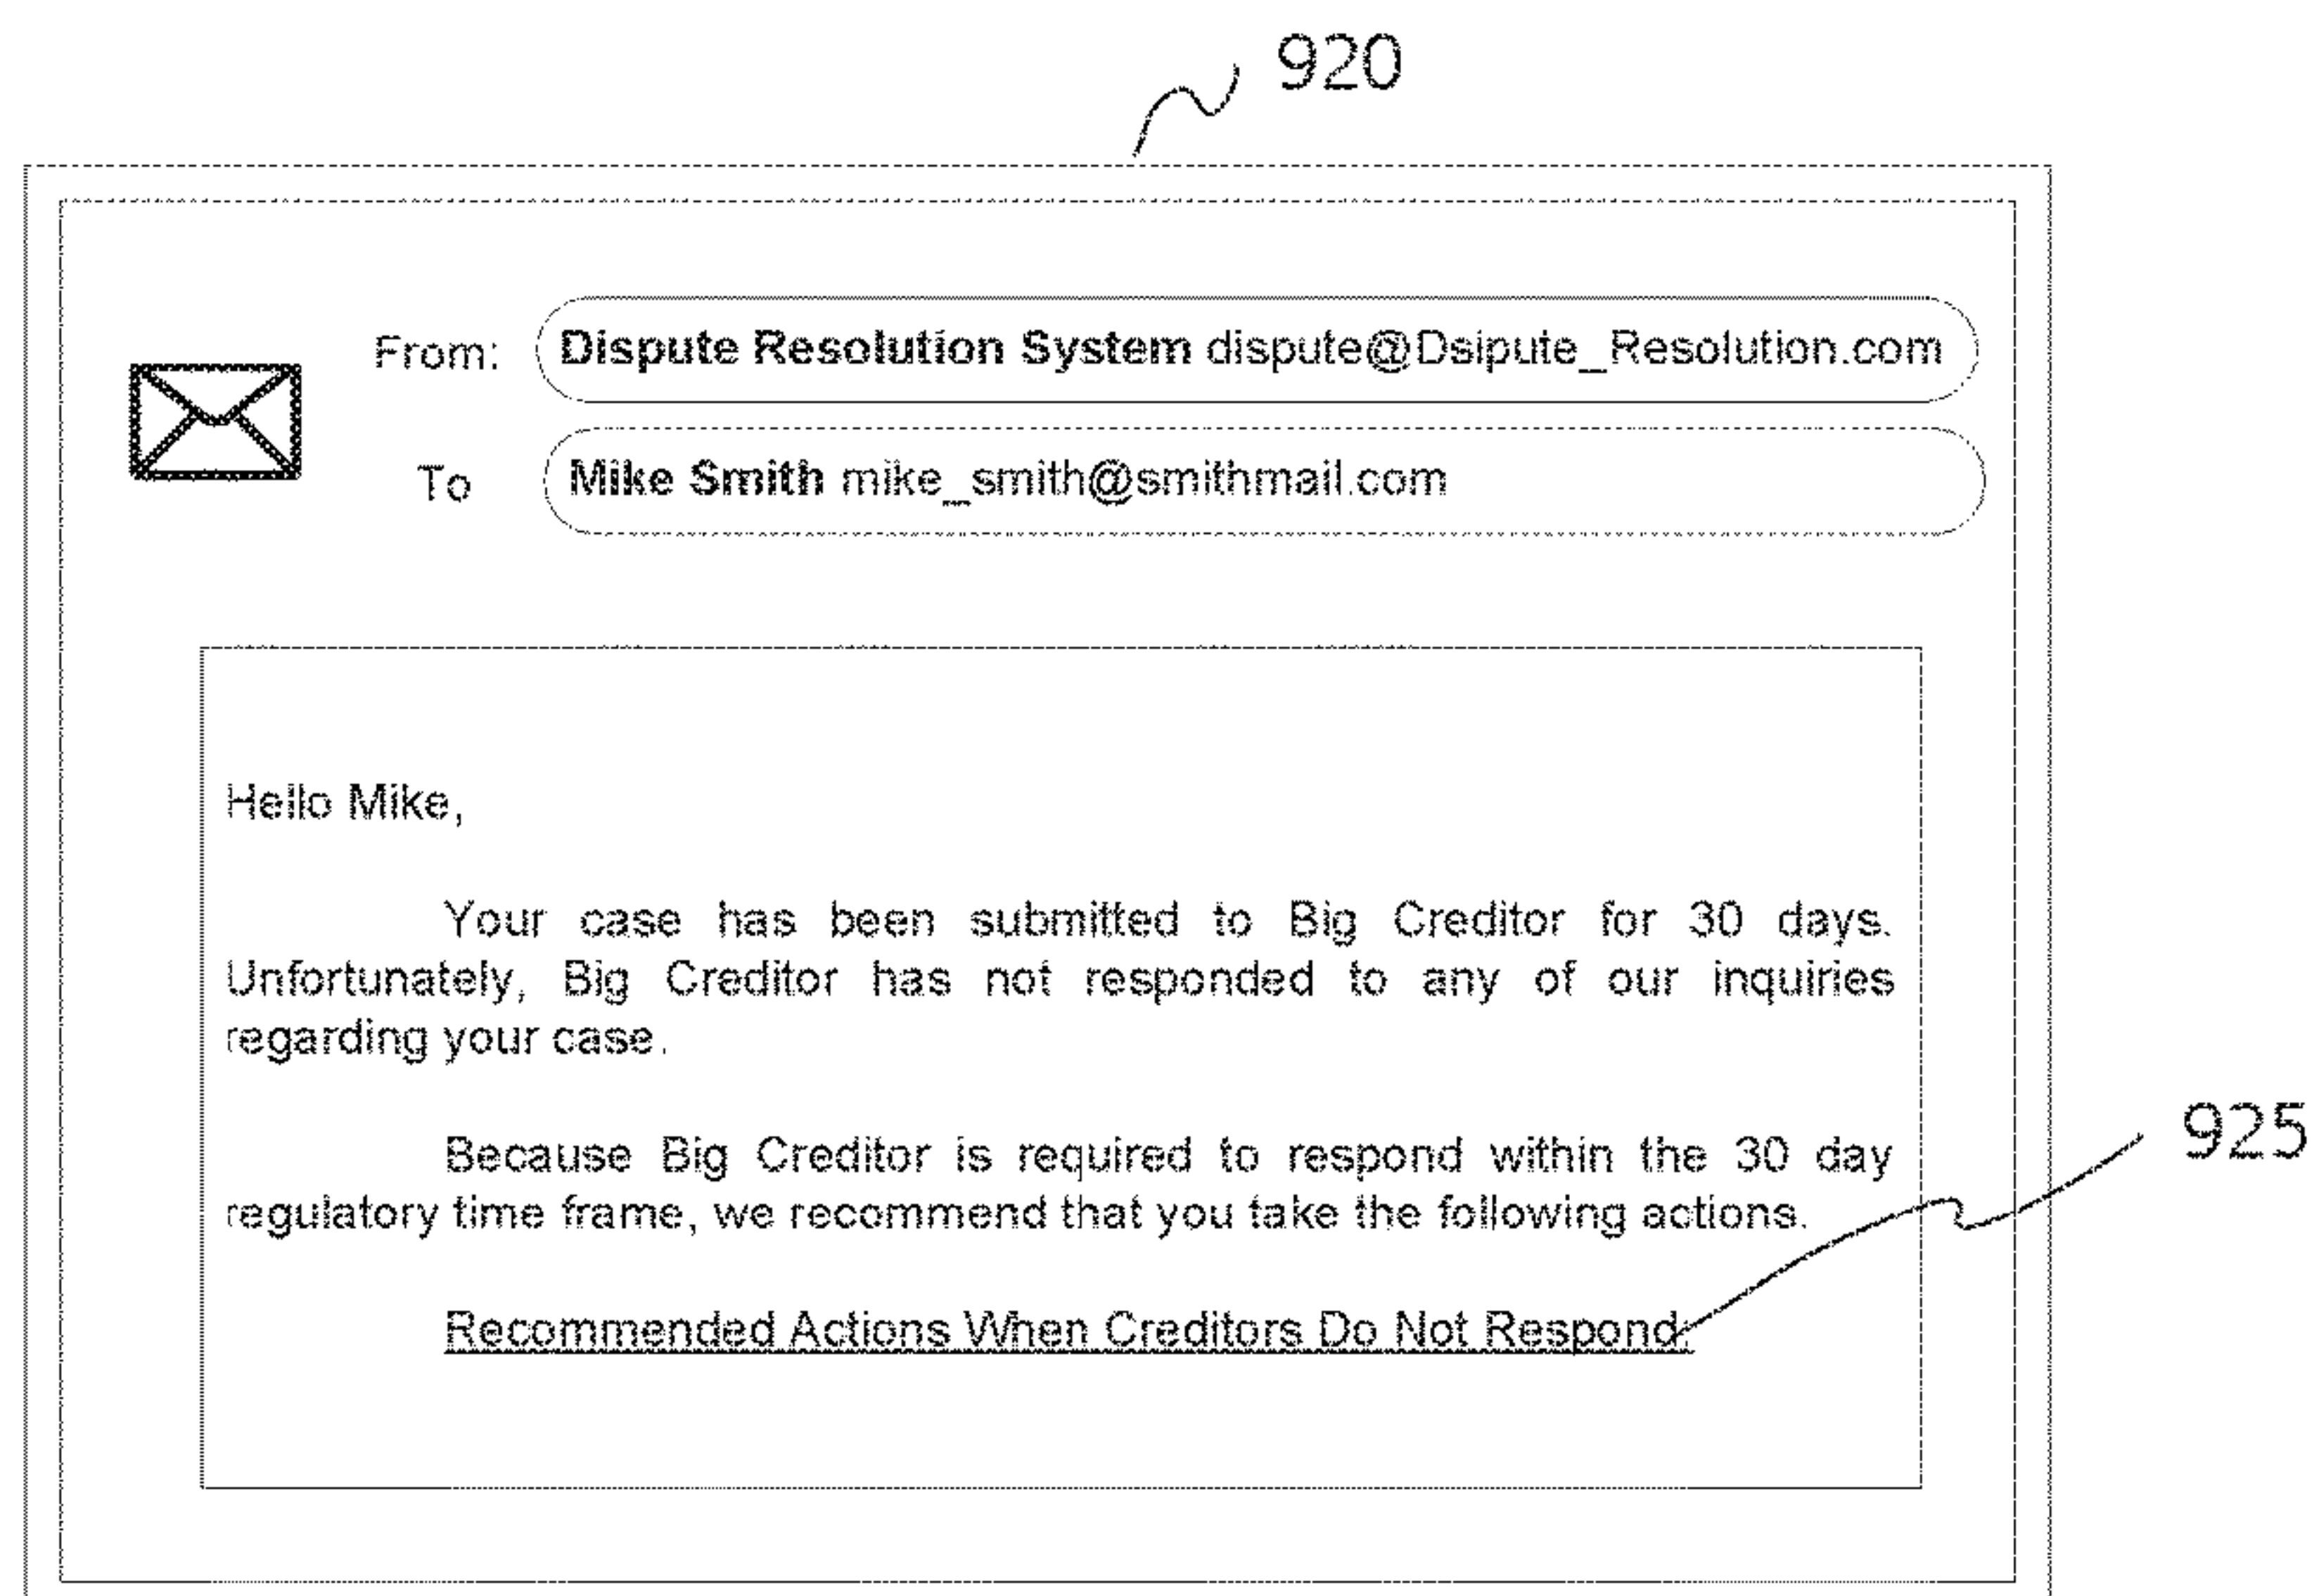 920
From: Dispute Resolution System dispute@Dsipute_Resolution.com
To Mike Smith mike_smith@smithmail.com
Hello Mike,
Your case has been submitted to Big Creditor for 30 days.
Unfortunately, Big Creditor has not responded to any of our inquiries
regarding your case.
Because Big Creditor is required to respond within the 30 day
regulatory time frame, we recommend that you take the following actions.
Recommended Actions When Creditors Do Not Respond.
925